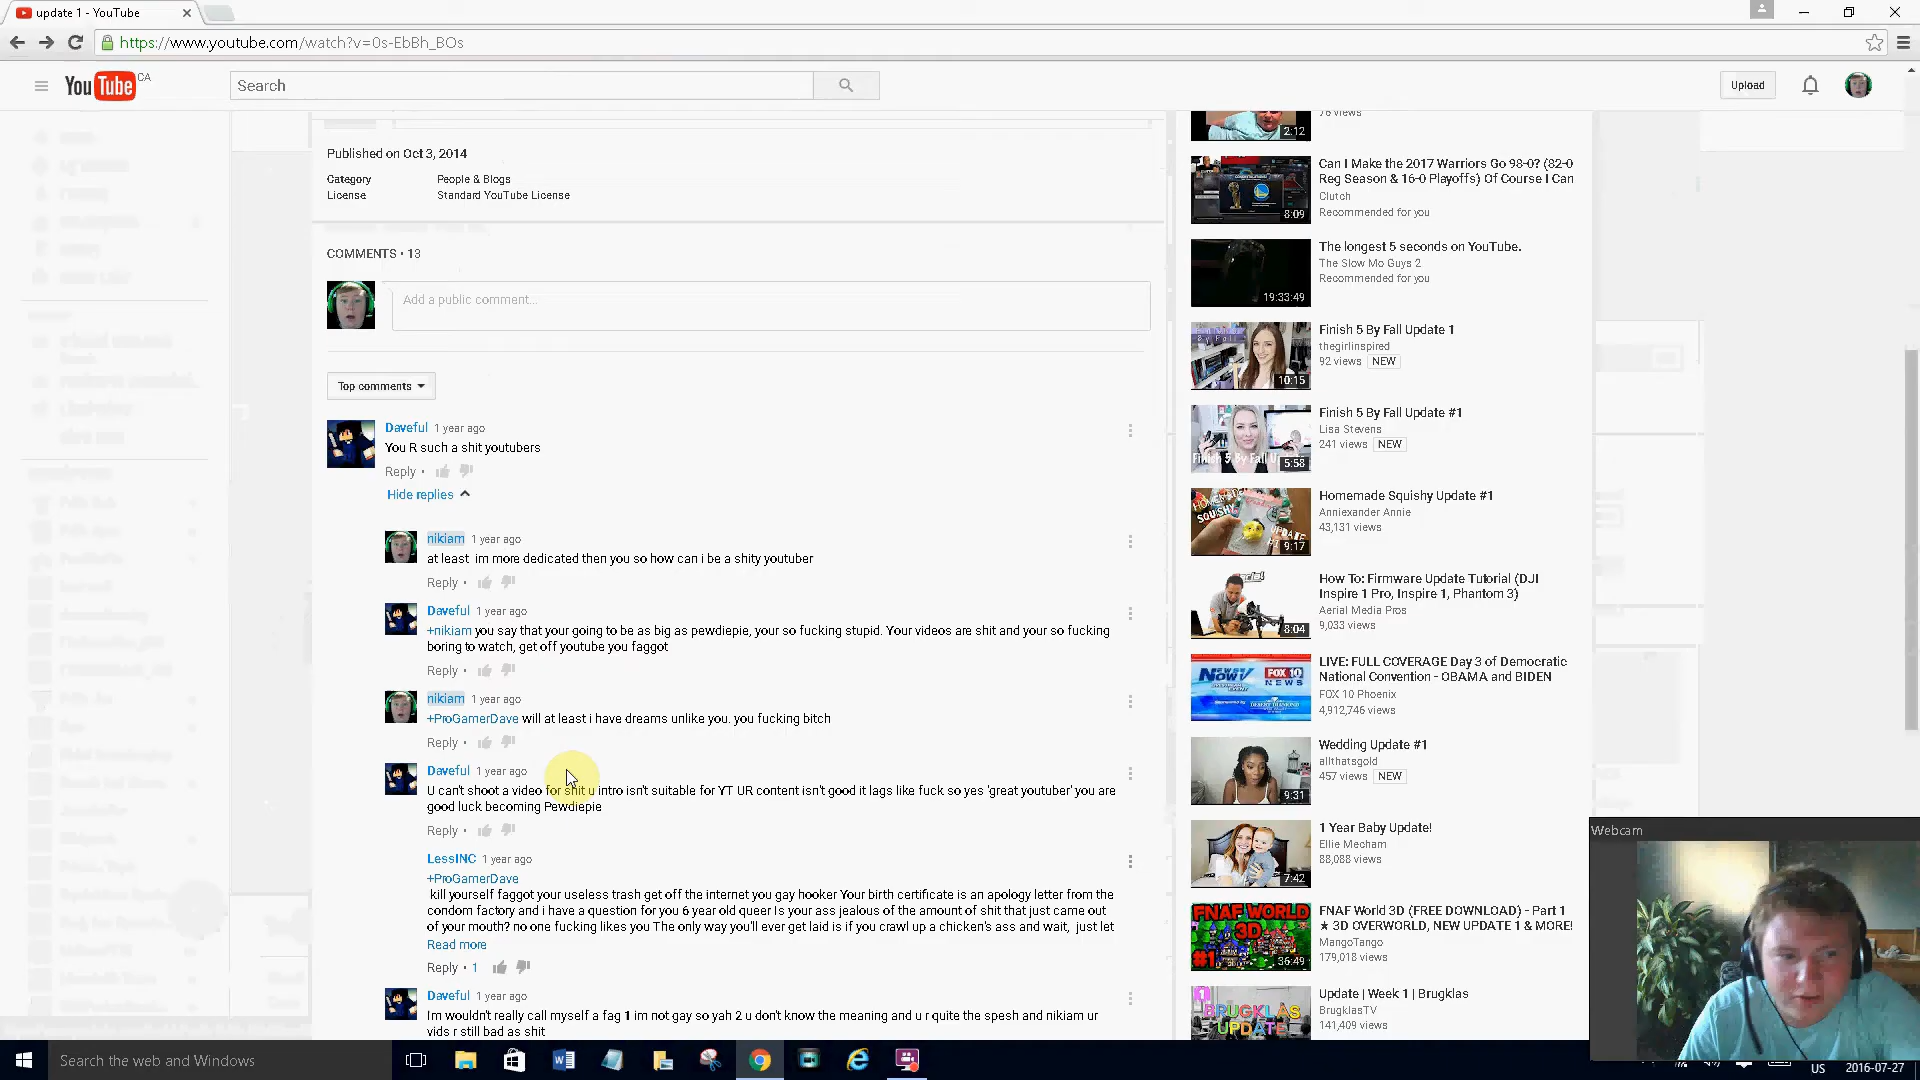 update 1 - YouTube
https://www.youtube.com/watch?v=0s-EbBh_BOs
YouTube CA
Search
Upload
Published on Oct 3, 2014
Category People & Blogs
License Standard YouTube License
COMMENTS • 13
Add a public comment...
Top comments
Daveful 1 year ago
You R such a shit youtubers
Reply •
Hide replies
nikiam 1 year ago
at least im more dedicated then you so how can i be a shity youtuber
Reply •
Daveful 1 year ago
+nikiam you say that your going to be as big as pewdiepie, your so fucking stupid. Your videos are shit and your so fucking
boring to watch, get off youtube you faggot
Reply •
nikiam 1 year ago
+ProGamerDave will at least i have dreams unlike you. you fucking bitch
Reply •
Daveful 1 year ago
U can't shoot a video for shit u intro isn't suitable for YT UR content isn't good it lags like fuck so yes 'great youtuber' you are
good luck becoming Pewdiepie
Reply •
LessINC 1 year ago
+ProGamerDave
kill yourself faggot your useless trash get off the internet you gay hooker Your birth certificate is an apology letter from the
condom factory and i have a question for you 6 year old queer Is your ass jealous of the amount of shit that just came out
of your mouth? no one fucking likes you The only way you'll ever get laid is if you crawl up a chicken's ass and wait, just let
Read more
Reply • 1
Daveful 1 year ago
Im wouldn't really call myself a fag 1 im not gay so yah 2 u don't know the meaning and u r quite the spesh and nikiam ur
vids r still bad as shit
76 views
2:12
Can I Make the 2017 Warriors Go 98-0? (82-0
Reg Season & 16-0 Playoffs) Of Course I Can
Clutch
Recommended for you
8:09
The longest 5 seconds on YouTube.
The Slow Mo Guys 2
Recommended for you
19:33:49
Finish 5 By Fall Update 1
thegirlinspired
92 views NEW
10:15
Finish 5 By Fall Update #1
Lisa Stevens
241 views NEW
5:58
Homemade Squishy Update #1
Anniexander Annie
43,131 views
9:17
How To: Firmware Update Tutorial (DJI
Inspire 1 Pro, Inspire 1, Phantom 3)
Aerial Media Pros
9,033 views
8:04
LIVE: FULL COVERAGE Day 3 of Democratic
National Convention - OBAMA and BIDEN
FOX 10 Phoenix
4,912,746 views
Wedding Update #1
allthatsgold
457 views NEW
9:31
1 Year Baby Update!
Ellie Mecham
88,088 views
7:42
FNAF World 3D (FREE DOWNLOAD) - Part 1
★ 3D OVERWORLD, NEW UPDATE 1 & MORE!
MangoTango
179,018 views
FNAF WORLD
3D
#1
36:49
Update | Week 1 | Brugklas
BrugklasTV
141,409 views
BRUGKLAS
UPDATE
Webcam
Search the web and Windows
US 2016-07-27